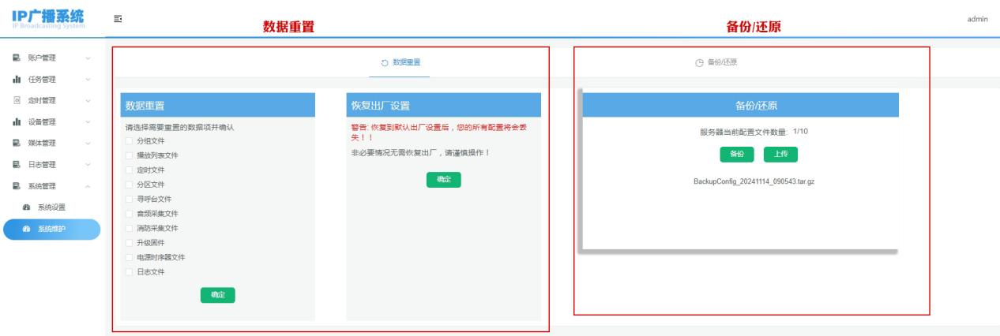 IP广播系统
IP Broadcasting System
admin
数据重置
备份/还原
账户管理
任务管理
定时管理
设备管理
媒体管理
日志管理
系统管理
系统设置
系统维护
数据重置
数据重置
请选择需要重置的数据项并确认
分组文件
播放列表文件
定时文件
分区文件
寻呼台文件
音频采集文件
消防采集文件
升级固件
电源时序器文件
日志文件
确定
恢复出厂设置
警告: 恢复到默认出厂设置后，您的所有配置将会丢
失！！
非必要情况无需恢复出厂，请谨慎操作！
确定
备份/还原
备份/还原
服务器当前配置文件数量: 1/10
备份 上传
BackupConfig_20241114_090543.tar.gz